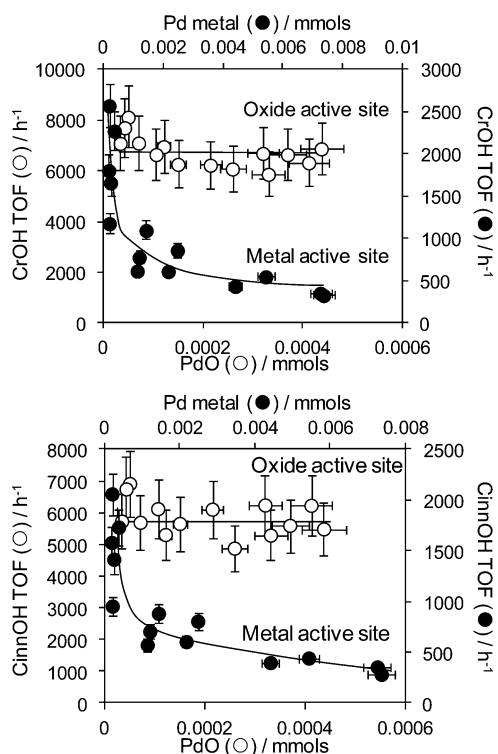 Pd metal (●) / mmols
0 0.002 0.004 0.006 0.008 0.01
10000 3000
Oxide active site
8000 2500
2000
6000
1500
4000
Metal active site 1000
2000
500
0 0
0 0.0002 0.0004 0.0006
PdO (○) / mmols
CrOH TOF (○) / h⁻¹
CrOH TOF (●) / h⁻¹
Pd metal (●) / mmols
0 0.002 0.004 0.006 0.008
8000 2500
Oxide active site
7000
2000
6000
5000 1500
4000
3000 1000
Metal active site
2000
500
1000
0 0
0 0.0002 0.0004 0.0006
PdO (○) / mmols
CinnOH TOF (○) / h⁻¹
CinnOH TOF (●) / h⁻¹